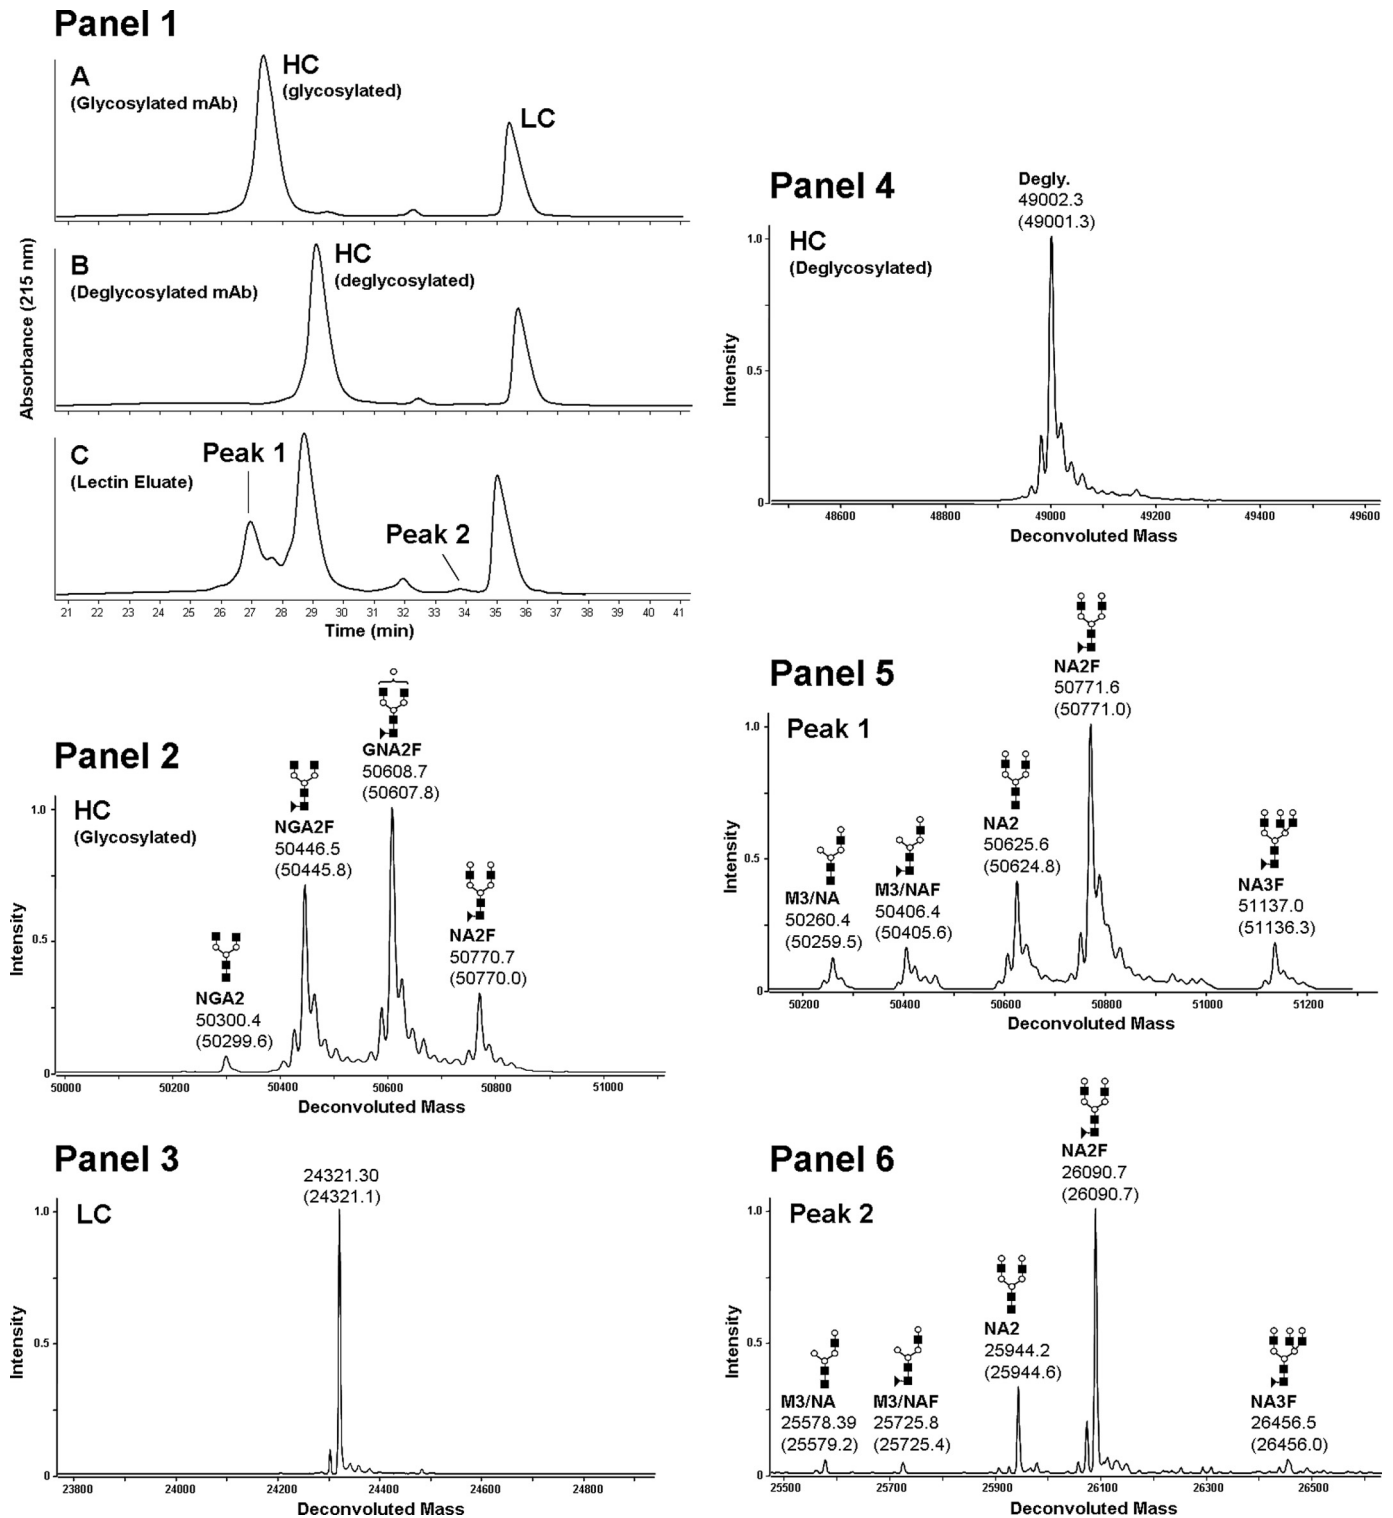 Panel 1
A
(Glycosylated mAb)
HC
(glycosylated)
LC
B
(Deglycosylated mAb)
HC
(deglycosylated)
C
(Lectin Eluate)
Peak 1
Peak 2
Absorbance (215 nm)
21 22 23 24 25 26 27 28 29 30 31 32 33 34 35 36 37 38 39 40 41
Time (min)
Panel 2
HC
(Glycosylated)
NGA2
50300.4
(50299.6)
NGA2F
50446.5
(50445.8)
GNA2F
50608.7
(50607.8)
NA2F
50770.7
(50770.0)
1.0
0.5
0
Intensity
50000 50200 50400 50600 50800 51000
Deconvoluted Mass
Panel 3
LC
24321.30
(24321.1)
1.0
0.5
0
Intensity
23800 24000 24200 24400 24600 24800
Deconvoluted Mass
Panel 4
HC
(Deglycosylated)
Degly.
49002.3
(49001.3)
1.0
0.5
0
Intensity
48600 48800 49000 49200 49400 49600
Deconvoluted Mass
Panel 5
Peak 1
M3/NA
50260.4
(50259.5)
M3/NAF
50406.4
(50405.6)
NA2
50625.6
(50624.8)
NA2F
50771.6
(50771.0)
NA3F
51137.0
(51136.3)
1.0
0.5
0
Intensity
50200 50400 50600 50800 51000 51200
Deconvoluted Mass
Panel 6
Peak 2
M3/NA
25578.39
(25579.2)
M3/NAF
25725.8
(25725.4)
NA2
25944.2
(25944.6)
NA2F
26090.7
(26090.7)
NA3F
26456.5
(26456.0)
1.0
0.5
0
Intensity
25500 25700 25900 26100 26300 26500
Deconvoluted Mass